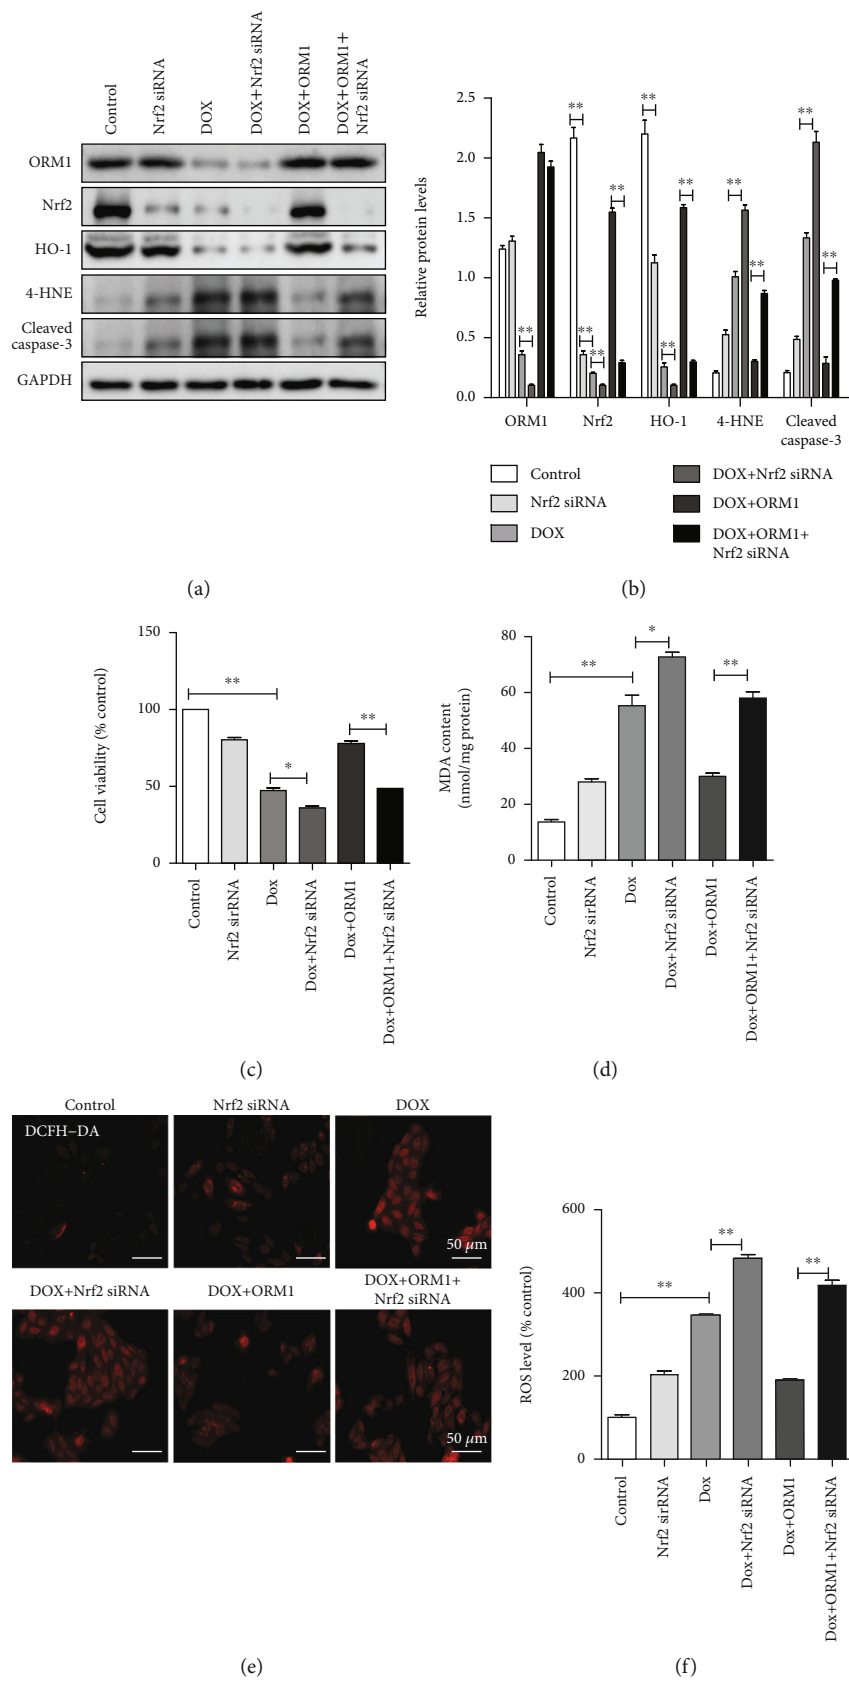 Control
Nrf2 siRNA
DOX
DOX+Nrf2 siRNA
DOX+ORM1
DOX+ORM1+
Nrf2 siRNA
ORM1
Nrf2
HO-1
4-HNE
Cleaved
caspase-3
GAPDH
(a)
Relative protein levels
2.5
2.0
1.5
1.0
0.5
0.0
** ** ** **
** **
** **
** ** ** **
**
ORM1 Nrf2 HO-1 4-HNE Cleaved
caspase-3
Control
Nrf2 siRNA
DOX
DOX+Nrf2 siRNA
DOX+ORM1
DOX+ORM1+
Nrf2 siRNA
(b)
Cell viability (% control)
150
100
50
0
**
*
**
Control
Nrf2 sirRNA
Dox
Dox+Nrf2 siRNA
Dox+ORM1
Dox+ORM1+Nrf2 siRNA
(c)
MDA content
(nmol/mg protein)
80
60
40
20
0
**
*
**
Control
Nrf2 sirRNA
Dox
Dox+Nrf2 siRNA
Dox+ORM1
Dox+ORM1+Nrf2 siRNA
(d)
Control Nrf2 siRNA DOX
DCFH–DA
50 μm
DOX+Nrf2 siRNA DOX+ORM1 DOX+ORM1+
Nrf2 siRNA
50 μm
(e)
ROS level (% control)
600
400
200
0
**
**
**
Control
Nrf2 sirRNA
Dox
Dox+Nrf2 siRNA
Dox+ORM1
Dox+ORM1+Nrf2 siRNA
(f)